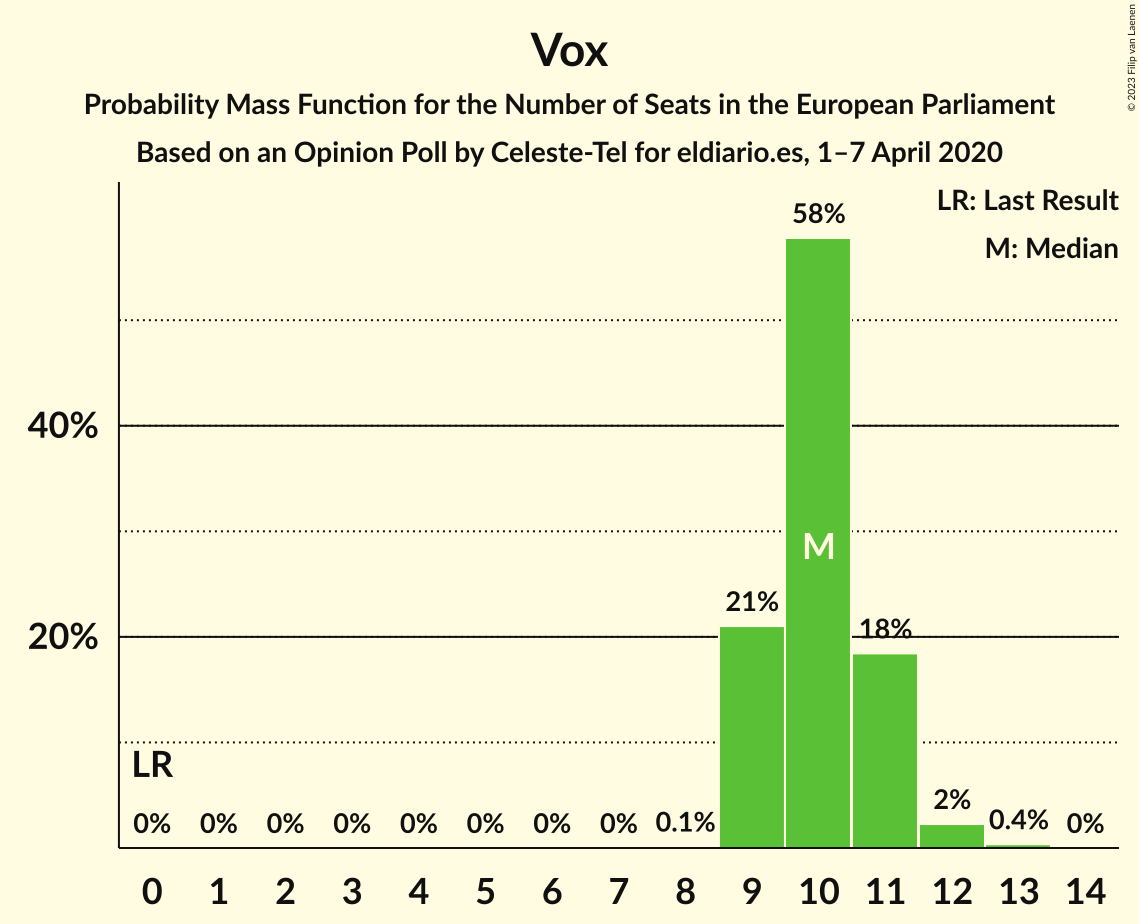 Vox
Probability Mass Function for the Number of Seats in the European Parliament
Based on an Opinion Poll by Celeste-Tel for eldiario.es, 1–7 April 2020
© 2023 Filip van Laenen
LR: Last Result
M: Median
58%
40%
M
21%
18%
20%
LR
0% 0% 0% 0% 0% 0% 0% 0% 0.1% 2% 0.4% 0%
0 1 2 3 4 5 6 7 8 9 10 11 12 13 14